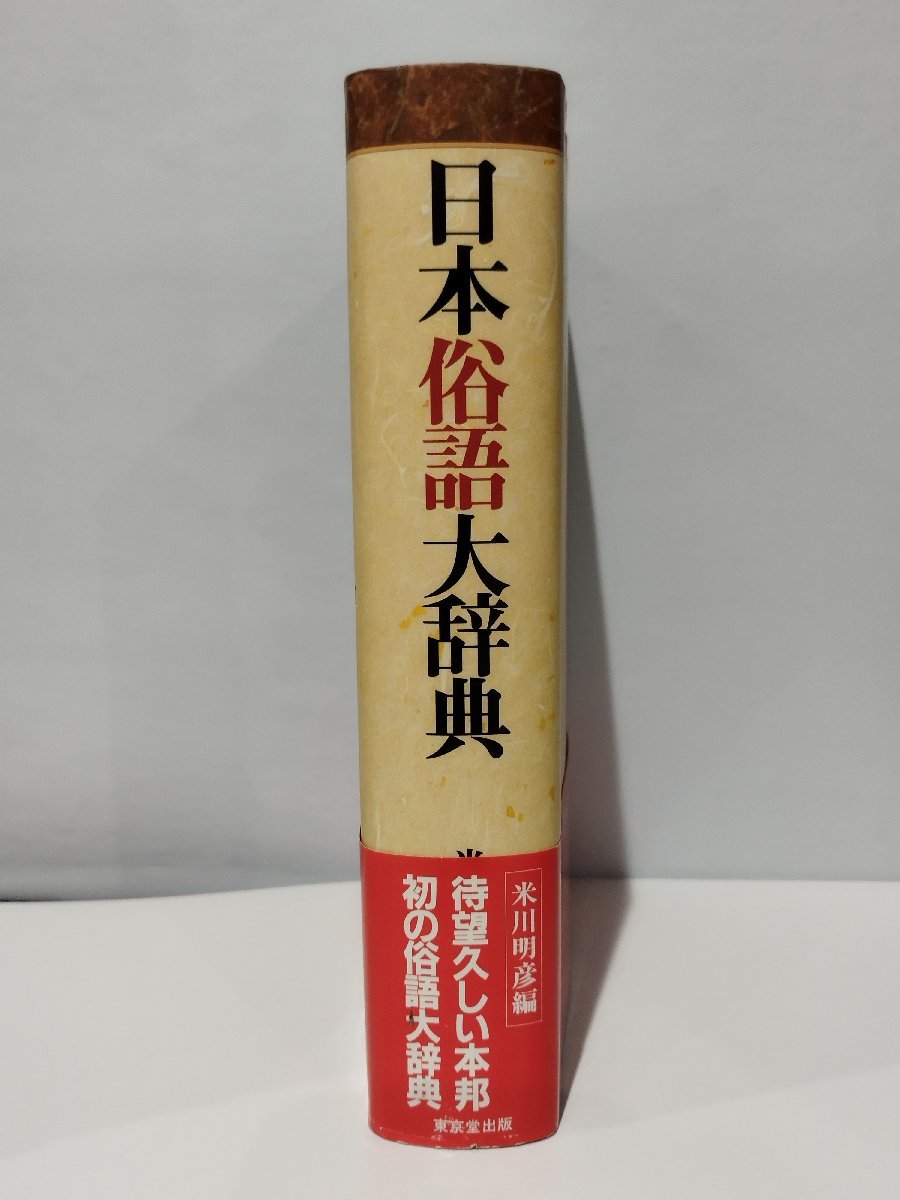 日本俗語大辞典
米川明彦編
待望久しい本邦
初の俗語大辞典
東京堂出版